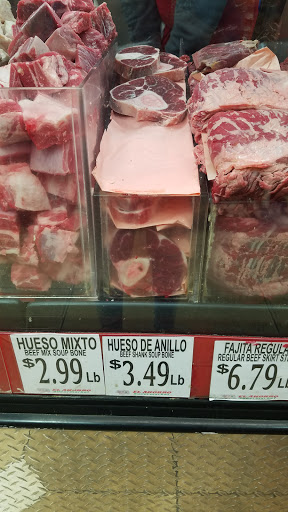 HUESO MIXTO
BEEF MIX SOUP BONE
$2.99 Lb
HUESO DE ANILLO
BEEF SHANK SOUP BONE
$3.49 Lb
FAJITA REGUL
REGULAR BEEF SKIRT ST
$6.79 L